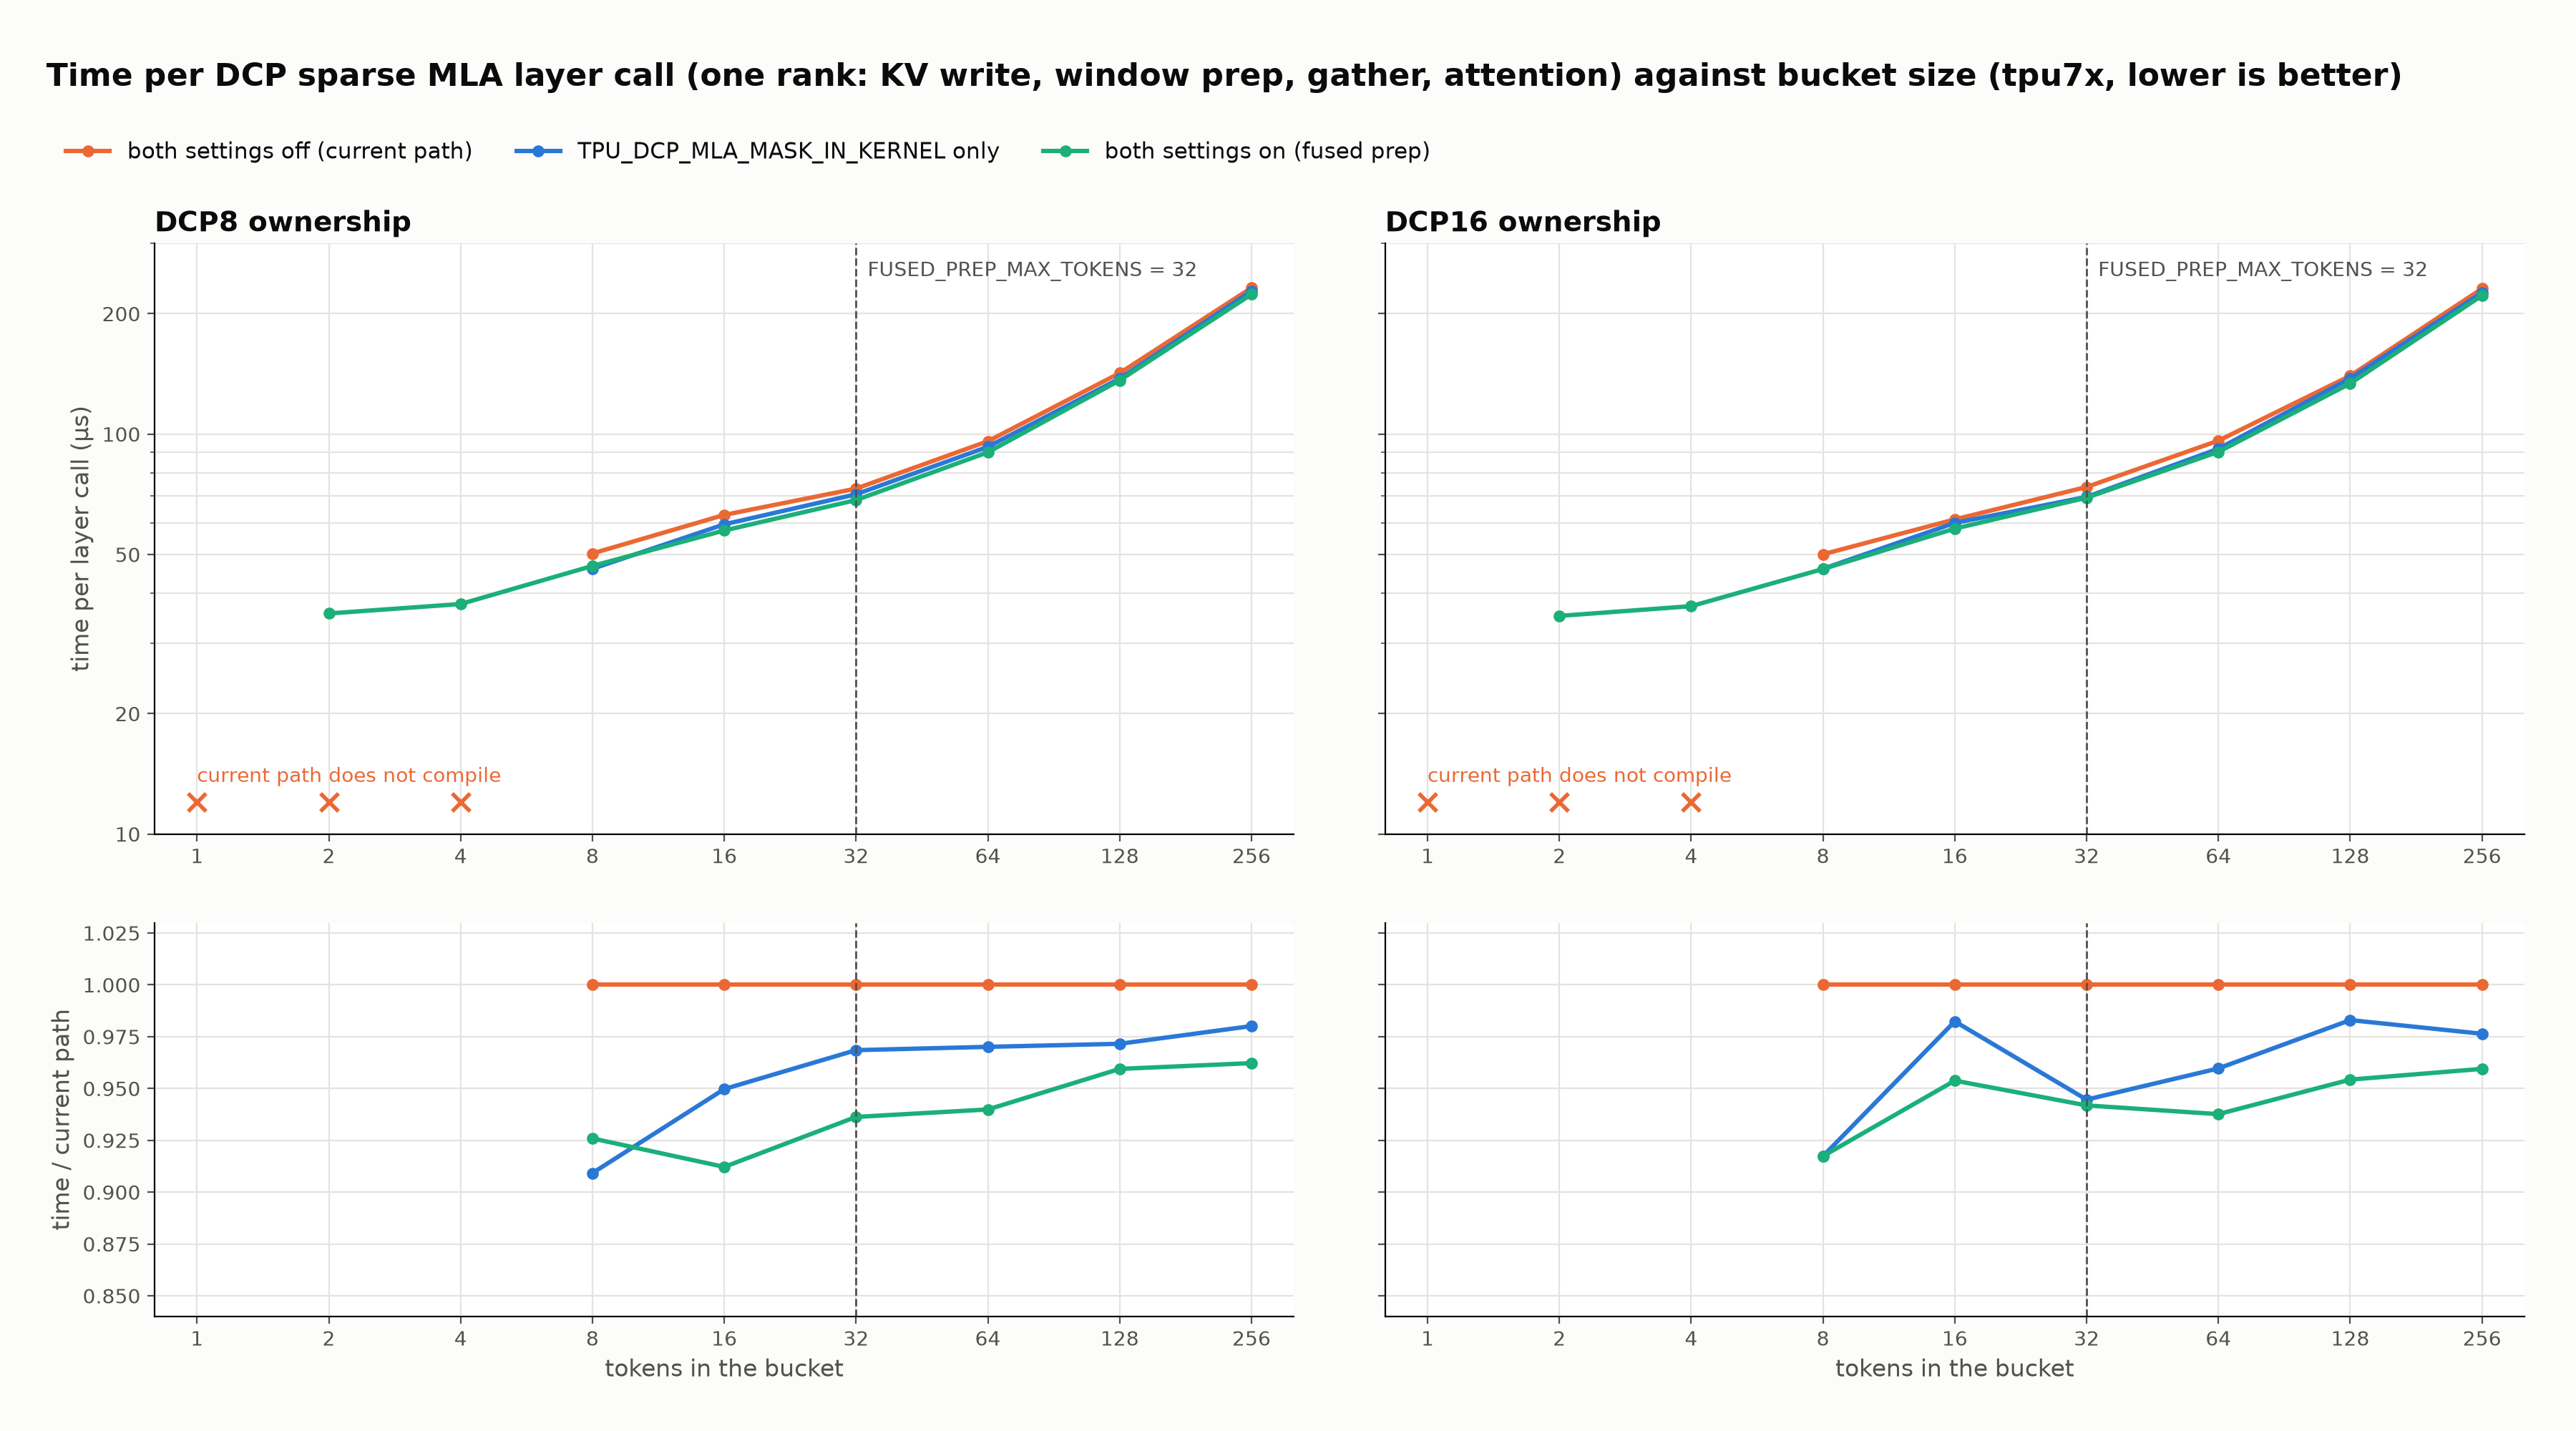 Time per DCP sparse MLA layer call (one rank: KV write, window prep, gather, attention) against bucket size (tpu7x, lower is better)
both settings off (current path)
TPU_DCP_MLA_MASK_IN_KERNEL only
both settings on (fused prep)
DCP8 ownership
FUSED_PREP_MAX_TOKENS = 32
time per layer call (µs)
200
100
50
20
10
current path does not compile
1 2 4 8 16 32 64 128 256
DCP16 ownership
FUSED_PREP_MAX_TOKENS = 32
current path does not compile
1 2 4 8 16 32 64 128 256
time / current path
1.025
1.000
0.975
0.950
0.925
0.900
0.875
0.850
1 2 4 8 16 32 64 128 256
tokens in the bucket
1 2 4 8 16 32 64 128 256
tokens in the bucket